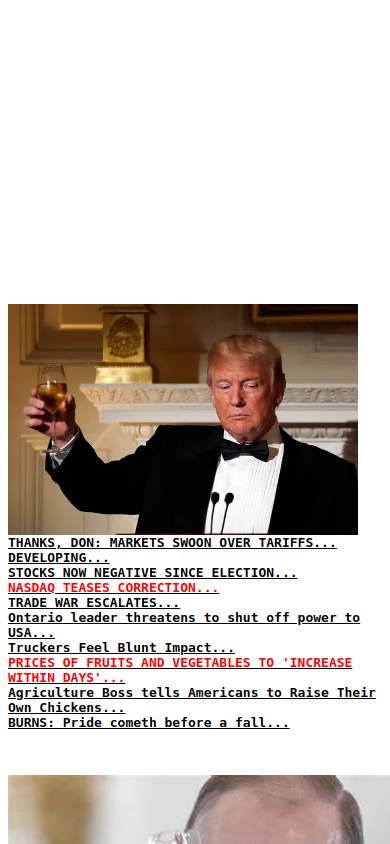 THANKS, DON: MARKETS SWOON OVER TARIFFS...
DEVELOPING...
STOCKS NOW NEGATIVE SINCE ELECTION...
NASDAQ TEASES CORRECTION...
TRADE WAR ESCALATES...
Ontario leader threatens to shut off power to
USA...
Truckers Feel Blunt Impact...
PRICES OF FRUITS AND VEGETABLES TO 'INCREASE
WITHIN DAYS'...
Agriculture Boss tells Americans to Raise Their
Own Chickens...
BURNS: Pride cometh before a fall...